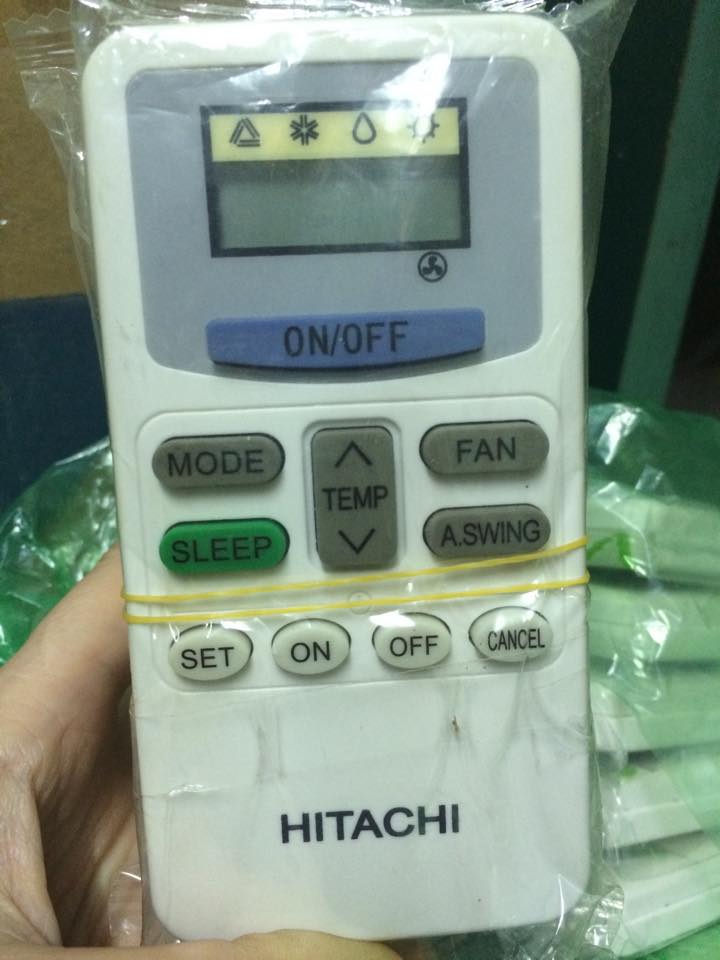 ON/OFF
MODE
TEMP
FAN
SLEEP
A.SWING
SET
ON
OFF
CANCEL
HITACHI